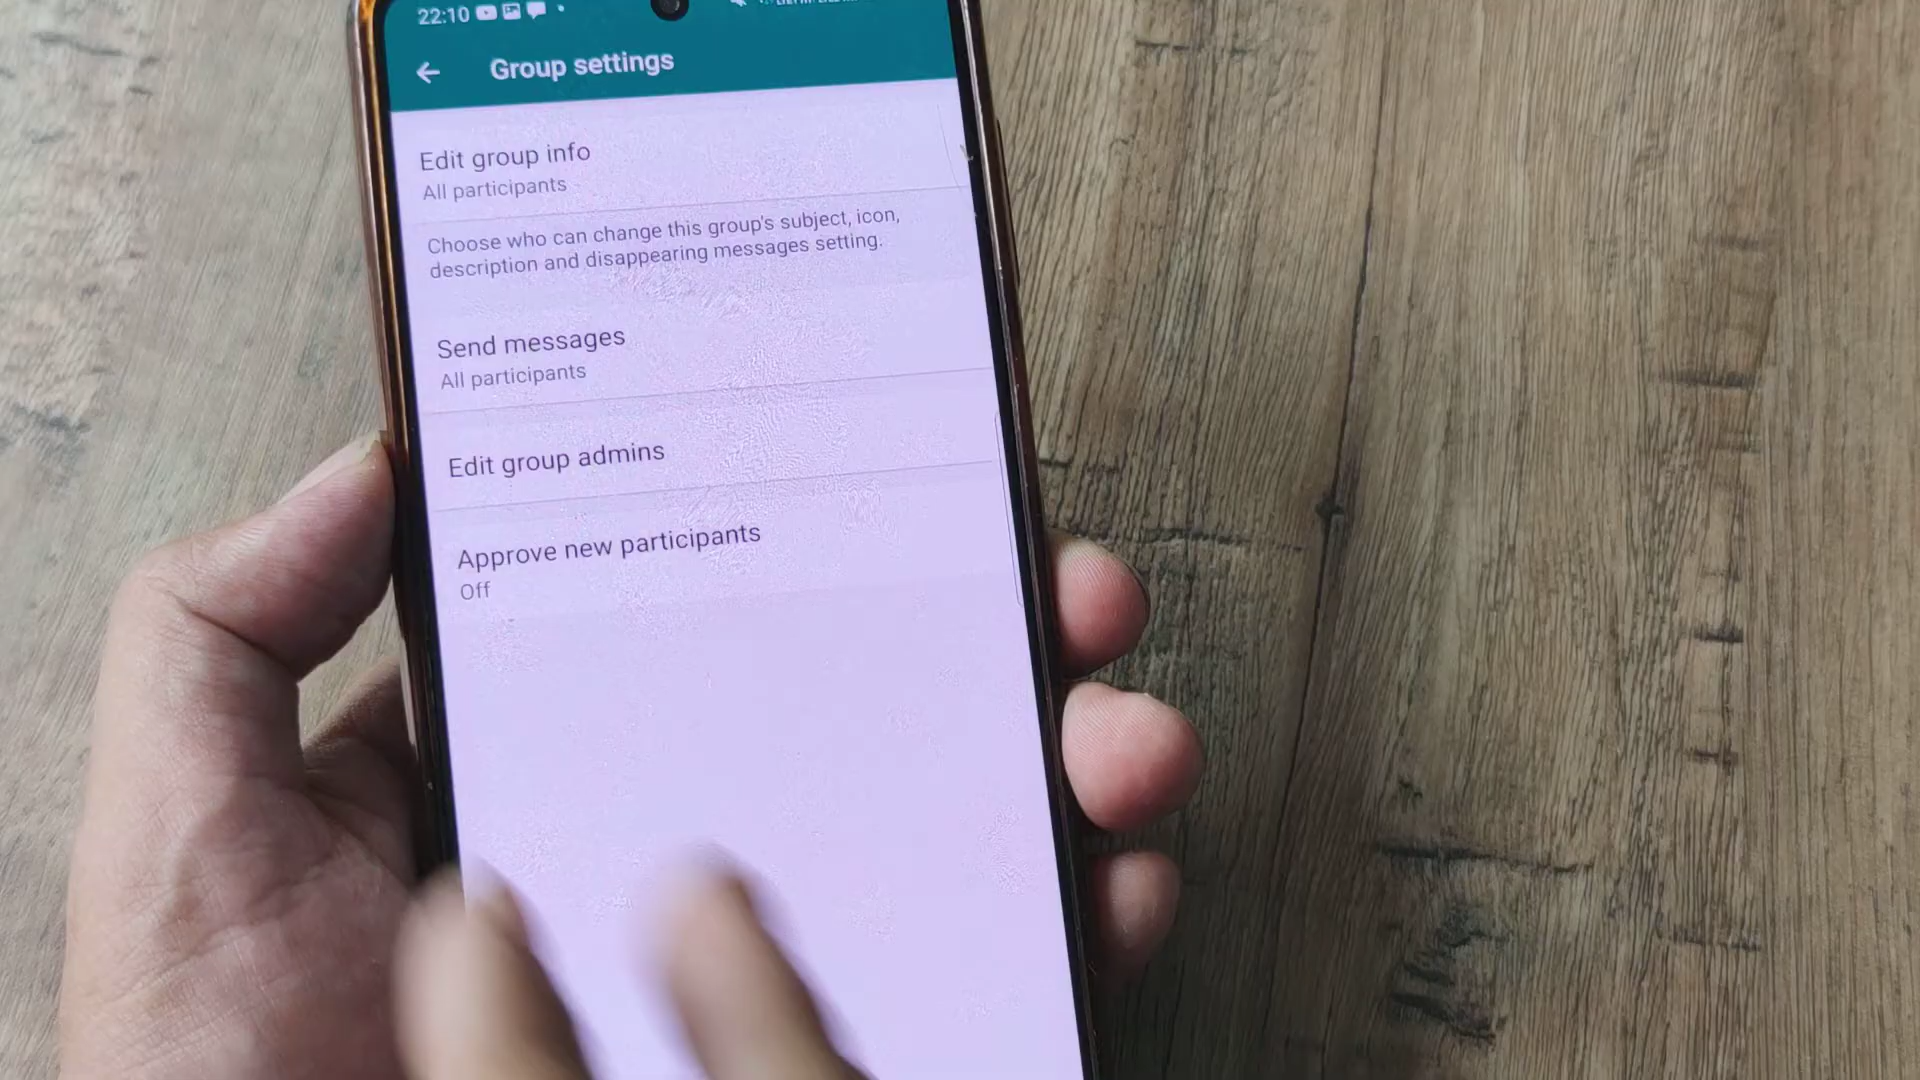 22:10
Group settings
Edit group info
All participants
Choose who can change this group's subject, icon,
description and disappearing messages setting.
Send messages
All participants
Edit group admins
Approve new participants
Off